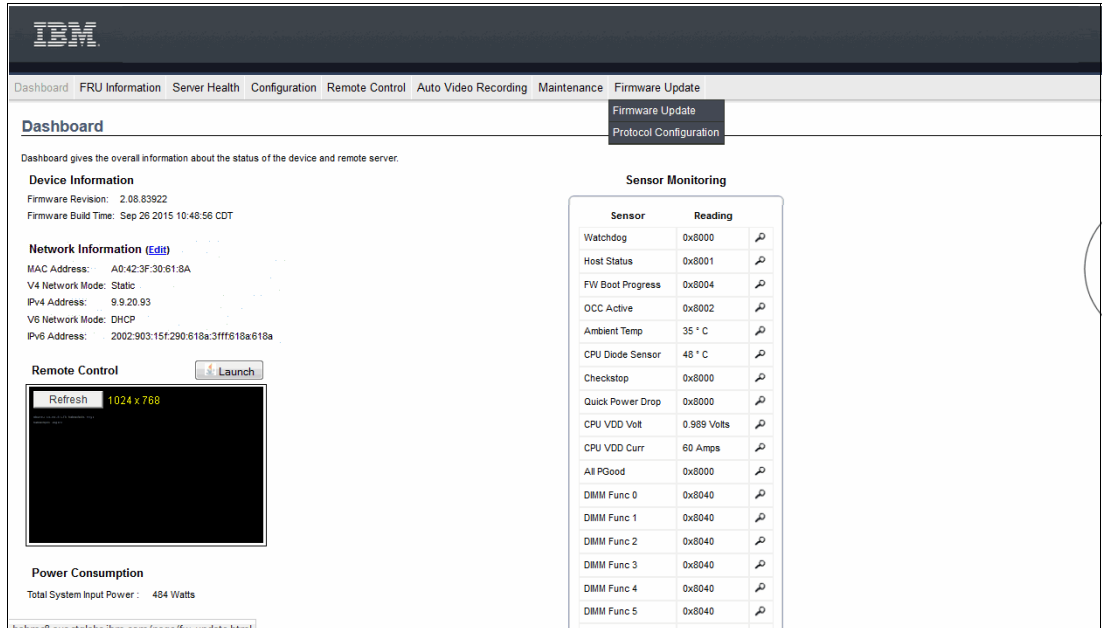 IBM.
Dashboard FRU Information Server Health Configuration Remote Control Auto Video Recording Maintenance Firmware Update
Firmware Update
Protocol Configuration
Dashboard
Dashboard gives the overall information about the status of the device and remote server.
Device Information
Firmware Revision: 2.08.83922
Firmware Build Time: Sep 26 2015 10:48:56 CDT
Network Information (Edit)
MAC Address: A0:42:3F:30:61:8A
V4 Network Mode: Static
IPv4 Address: 9.9.20.93
V6 Network Mode: DHCP
IPv6 Address: 2002:903:15f:290:618a:3fff:618a:618a
Remote Control Launch
Refresh 1024 x 768
Power Consumption
Total System Input Power : 484 Watts
Sensor Monitoring
Sensor Reading
Watchdog 0x8000
Host Status 0x8001
FW Boot Progress 0x8004
OCC Active 0x8002
Ambient Temp 35 ° C
CPU Diode Sensor 48 ° C
Checkstop 0x8000
Quick Power Drop 0x8000
CPU VDD Volt 0.989 Volts
CPU VDD Curr 60 Amps
All PGood 0x8000
DIMM Func 0 0x8040
DIMM Func 1 0x8040
DIMM Func 2 0x8040
DIMM Func 3 0x8040
DIMM Func 4 0x8040
DIMM Func 5 0x8040